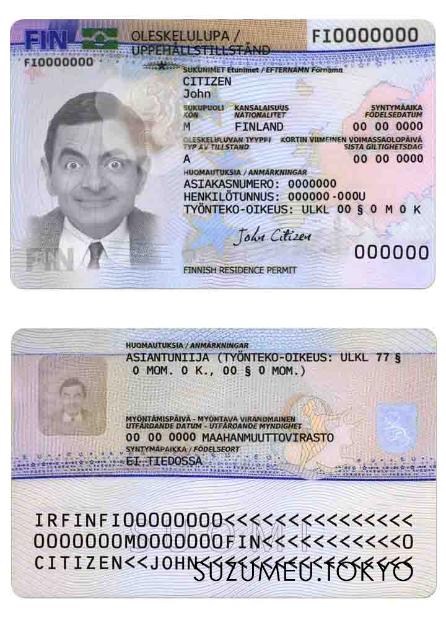 FIN
OLESKELULUPA /
UPPEHÅLLSTILLSTÅND
FI0000000
FI0000000
SUKUNIMET Etunimet / EFTERNAMN Förnamn
CITIZEN
John
SUKUPUOLI KÖN KANSALAISUUS NATIONALITET SYNTYMÄAIKA FÖDELSEDATUM
M FINLAND 00 00 0000
OLESKELULUVAN TYYPPI TYP AV TILLSTÅND KORTIN VIIMEINEN VOIMASSAOLOPÄIVÄ SISTA GILTIGHETSDAG
A 00 00 0000
HUOMAUTUKSIA / ANMÄRKNINGAR
ASIAKASNUMERO: 0000000
HENKILÖTUNNUS: 000000-000U
TYÖNTEKO-OIKEUS: ULKL 00 § 0 M 0 K
John Citizen
FIN
000000
FINNISH RESIDENCE PERMIT
HUOMAUTUKSIA / ANMÄRKNINGAR
ASIANTUNIJA (TYÖNTEKO-OIKEUS: ULKL 77 §
0 MOM. 0 K., 00 § 0 MOM.)
MYÖNTÄMISPÄIVÄ - MYÖNTÄVÄ VIRANOMAINEN
UTFÄRDANDE DATUM - UTFÄRDANDE MYNDIGHET
00 00 0000 MAAHANMUUTTOVIRASTO
SYNTYMÄPAIKKA / FÖDELSEORT
EI TIEDOSSA
IRFINFI00000000<<<<<<<<<<<<<<<
0000000M0000000FIN<<<<<<<<<<<0
CITIZEN<<JOHN<<<<<<<<<<<<<<<<<
SUZUMEU.TOKYO